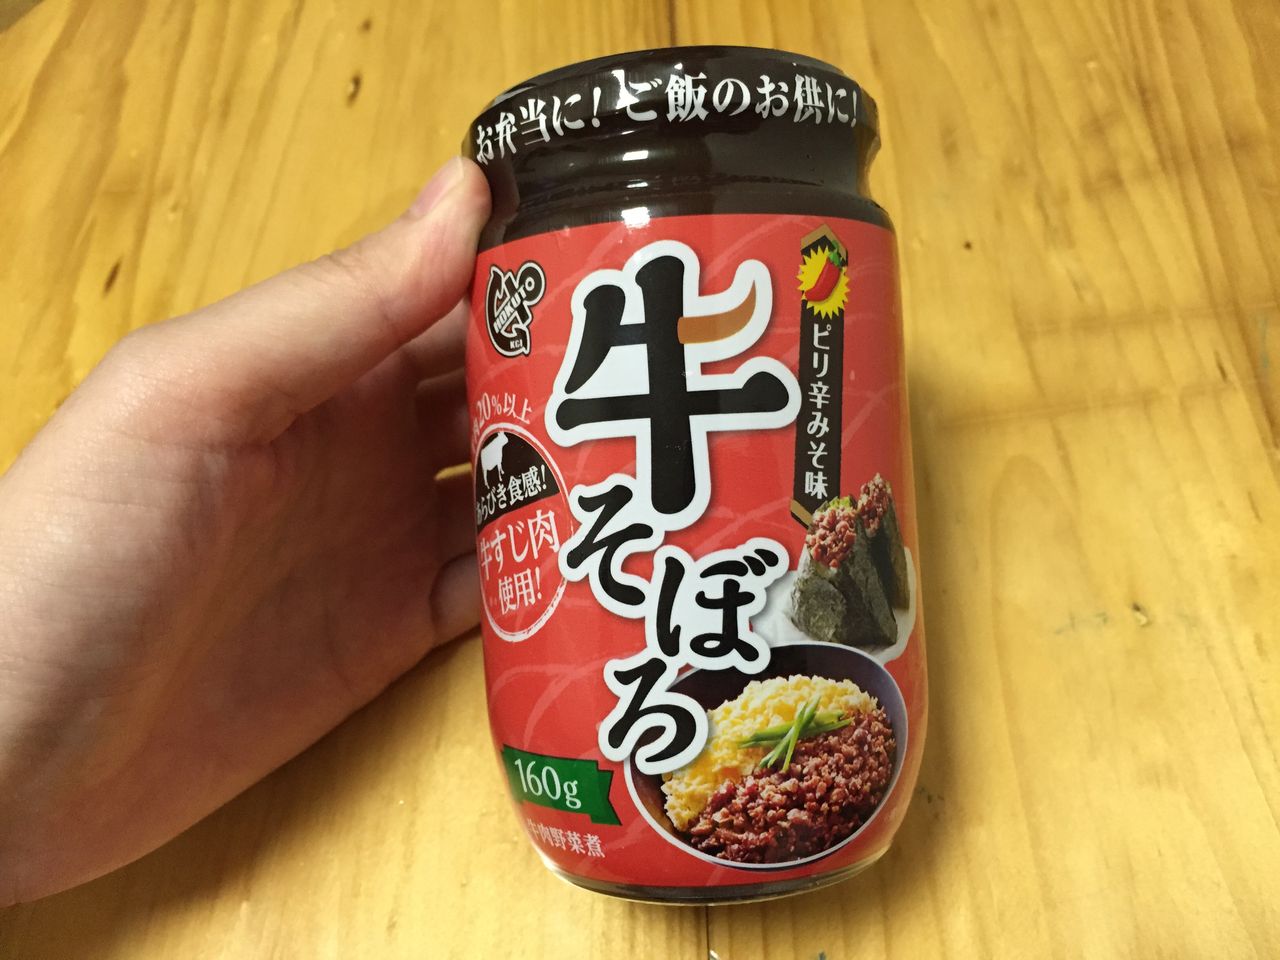 お弁当に！ご飯のお供に！
HOKUTO
KGI
ピリ辛みそ味
牛そぼろ
20%以上
あらびき食感！
牛すじ肉
使用！
160g
牛肉野菜煮